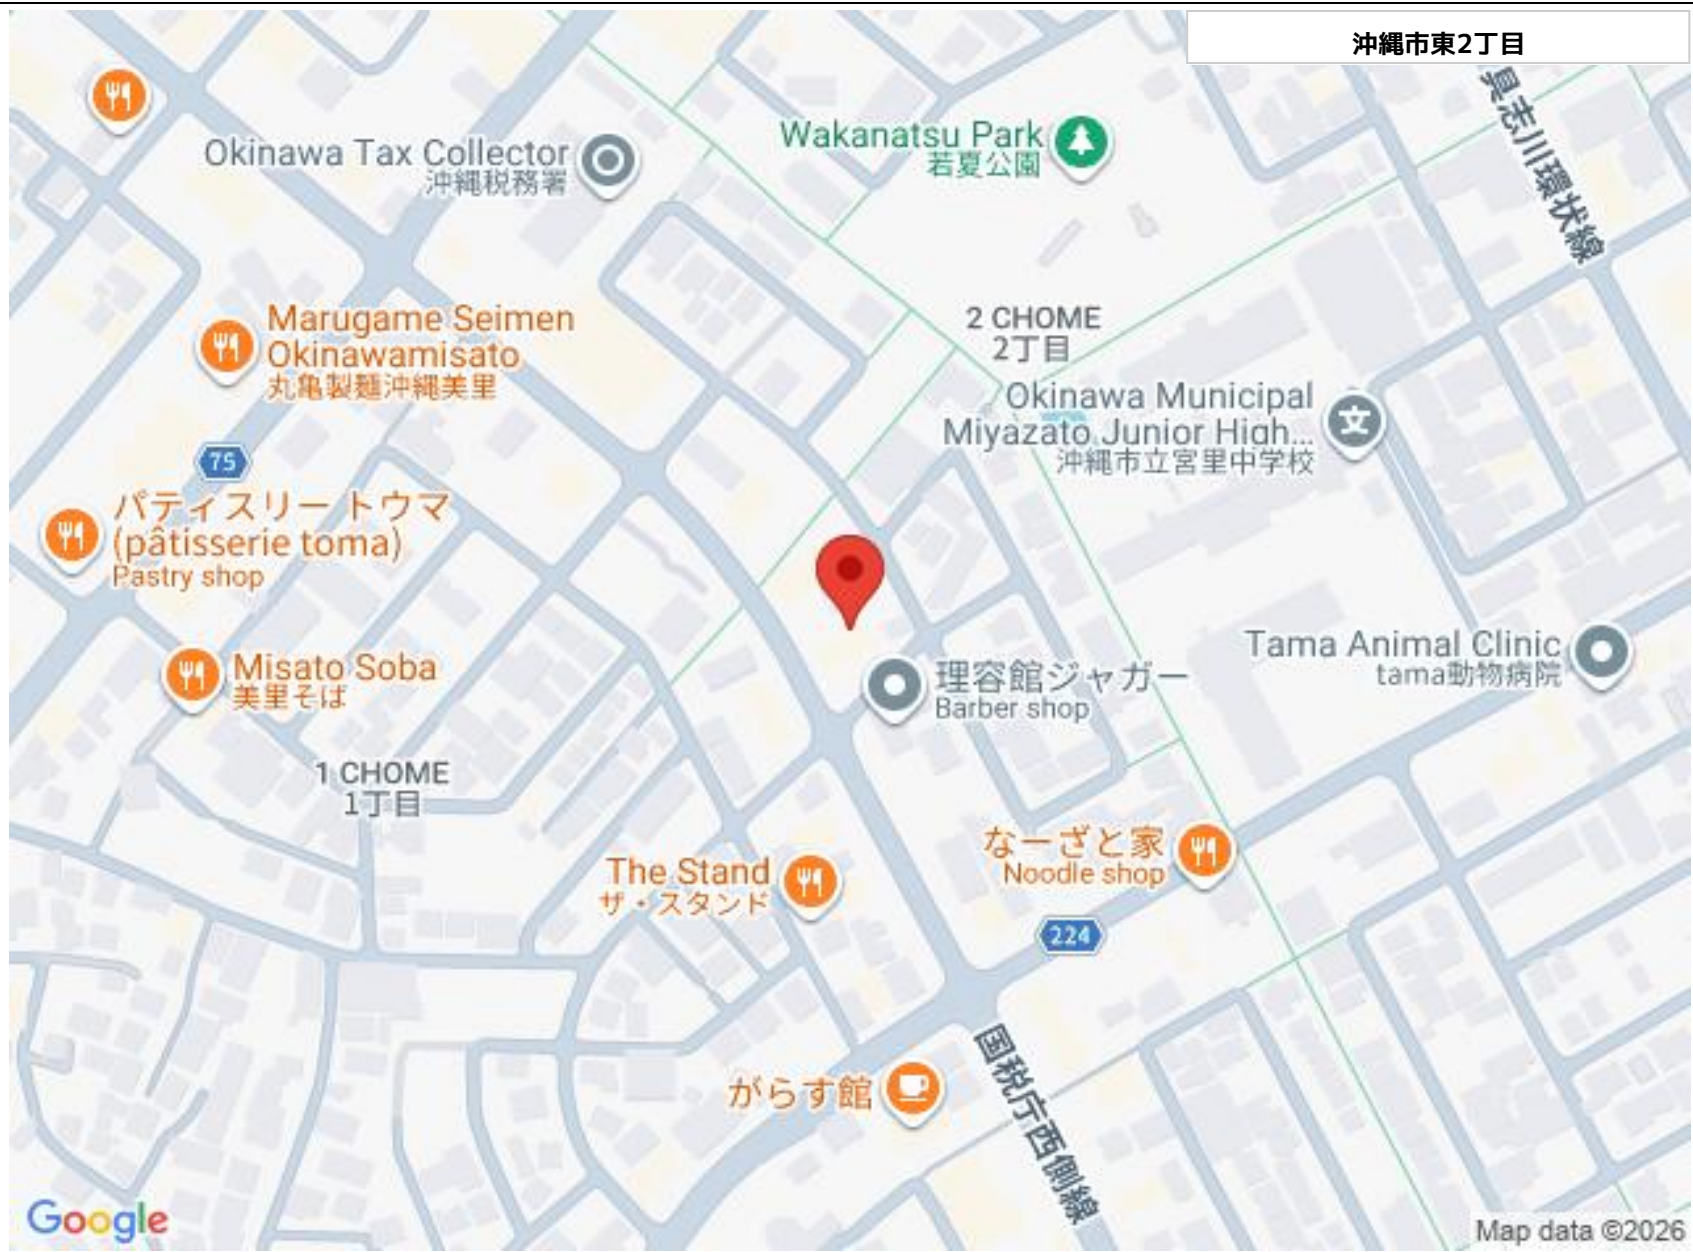 沖縄市東2丁目
具志川環状線
Wakanatsu Park
若夏公園
Okinawa Tax Collector
沖縄税務署
Marugame Seimen
Okinawamisato
丸亀製麺沖縄美里
2 CHOME
2丁目
Okinawa Municipal
Miyazato Junior High...
沖縄市立宮里中学校
文
75
パティスリー トウマ
(pâtisserie toma)
Pastry shop
Misato Soba
美里そば
理容館ジャガー
Barber shop
Tama Animal Clinic
tama動物病院
1 CHOME
1丁目
なーざと家
Noodle shop
The Stand
ザ・スタンド
224
がらす館
国税庁西側線
Google
Map data ©2026